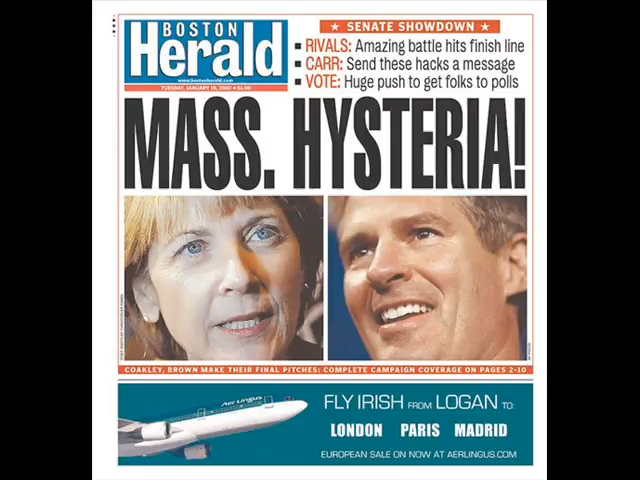 BOSTON
Herald
www.bostonherald.com
TUESDAY, JANUARY 19, 2010
$1.00
★ SENATE SHOWDOWN ★
■ RIVALS: Amazing battle hits finish line
■ CARR: Send these hacks a message
■ VOTE: Huge push to get folks to polls
MASS. HYSTERIA!
COAKLEY, BROWN MAKE THEIR FINAL PITCHES: COMPLETE CAMPAIGN COVERAGE ON PAGES 2-10
Aer Lingus
FLY IRISH FROM LOGAN TO:
LONDON PARIS MADRID
EUROPEAN SALE ON NOW AT AERLINGUS.COM